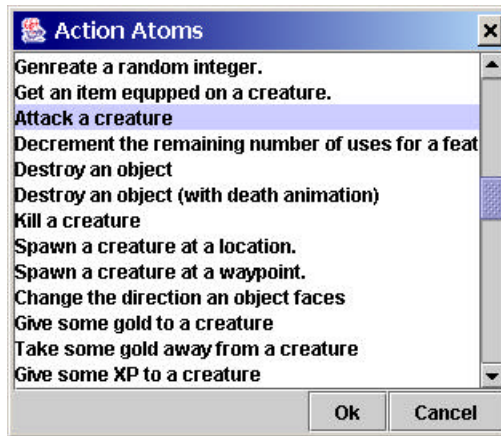 Action Atoms
Genreate a random integer.
Get an item equpped on a creature.
Attack a creature
Decrement the remaining number of uses for a feat
Destroy an object
Destroy an object (with death animation)
Kill a creature
Spawn a creature at a location.
Spawn a creature at a waypoint.
Change the direction an object faces
Give some gold to a creature
Take some gold away from a creature
Give some XP to a creature
Ok Cancel